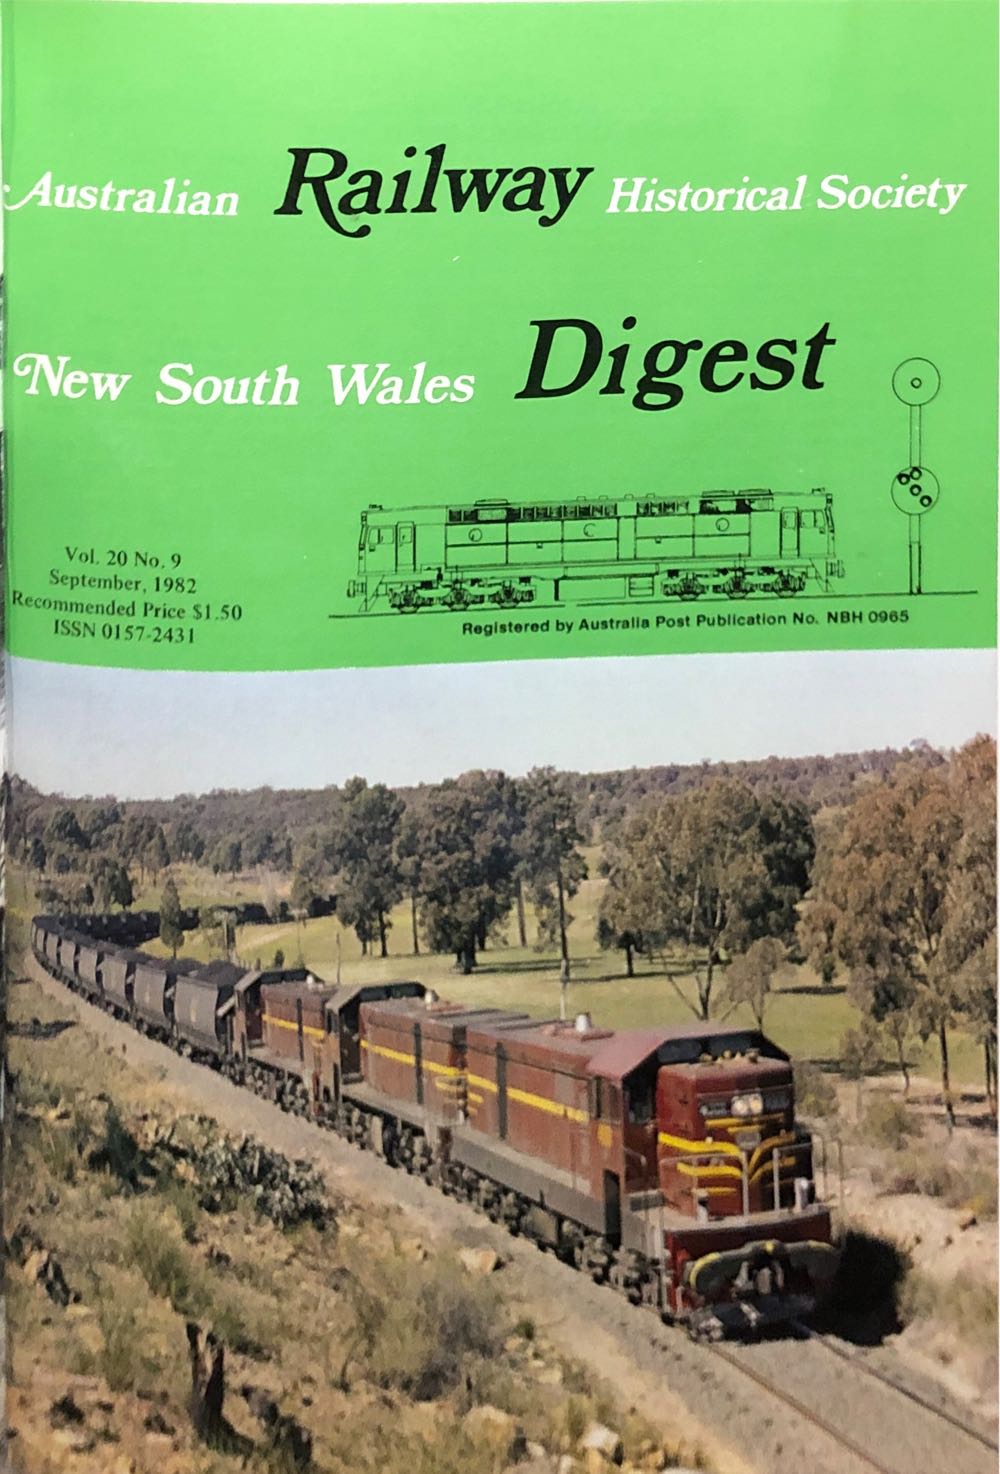 Australian Railway Historical Society
New South Wales Digest
Vol. 20 No. 9
September, 1982
Recommended Price $1.50
ISSN 0157-2431
Registered by Australia Post Publication No. NBH 0965